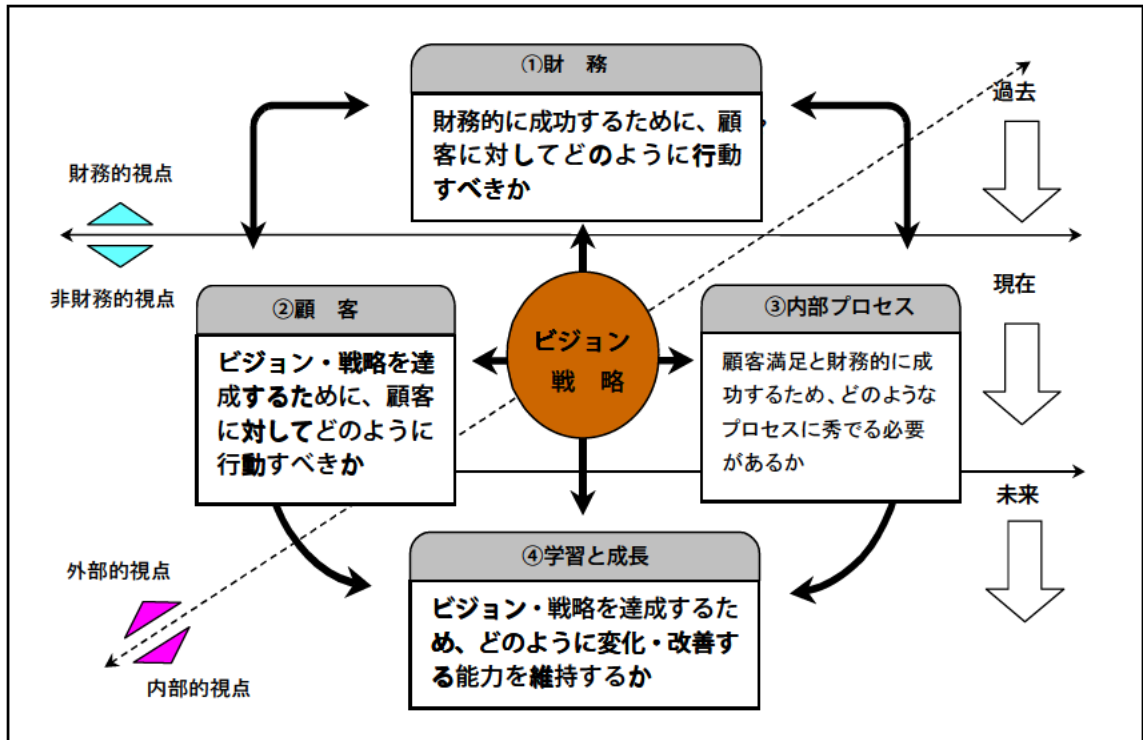 ①財　務
財務的に成功するために、顧
客に対してどのように行動
すべきか
過去
財務的視点
非財務的視点
現在
②顧　客
ビジョン・戦略を達
成するために、顧客
に対してどのように
行動すべきか
ビジョン
戦　略
③内部プロセス
顧客満足と財務的に成
功するため、どのような
プロセスに秀でる必要
があるか
未来
④学習と成長
ビジョン・戦略を達成するた
め、どのように変化・改善す
る能力を維持するか
外部的視点
内部的視点